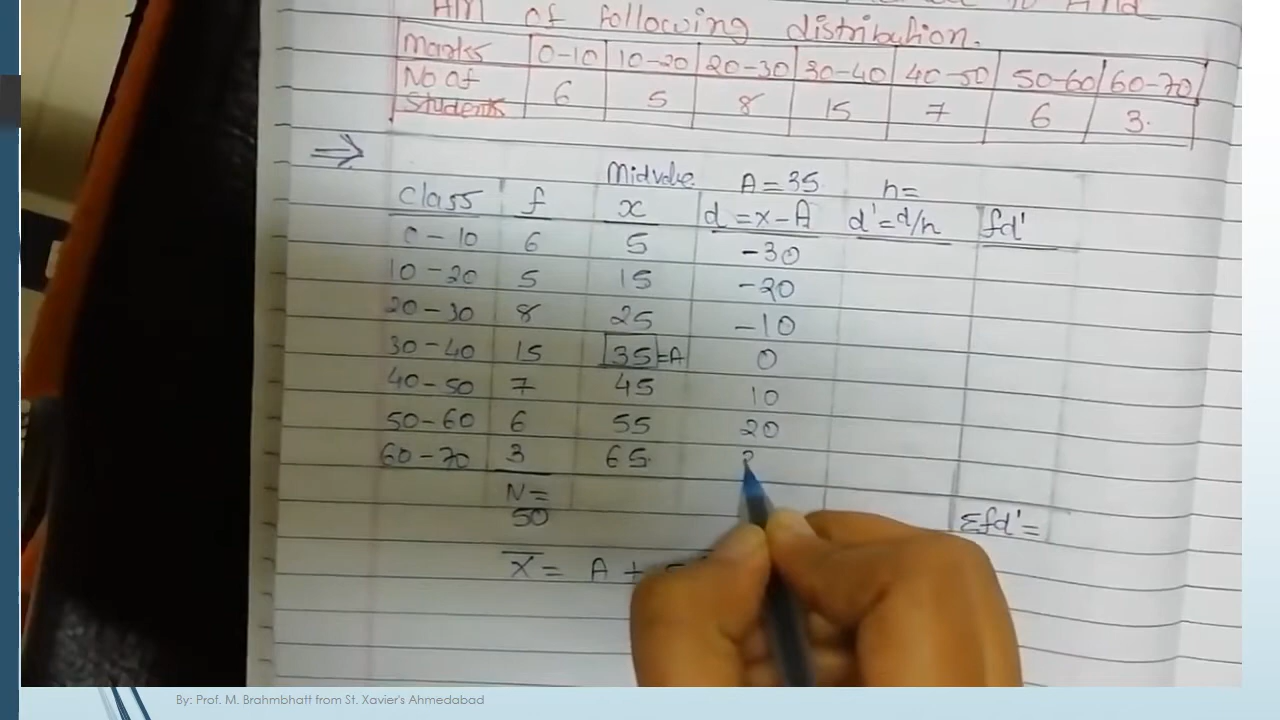 AM of following distribution.
Marks 0-10 10-20 20-30 30-40 40-50 50-60 60-70
No of Students 6 5 8 15 7 6 3.
⇒
Midvalue A = 35 h =
Class f x d = x - A d' = d/h fd'
0 - 10 6 5 -30
10 - 20 5 15 -20
20 - 30 8 25 -10
30 - 40 15 35 = A 0
40 - 50 7 45 10
50 - 60 6 55 20
60 - 70 3 65.
N = 50
Σfd' =
x̄ = A +
By: Prof. M. Brahmbhatt from St. Xavier's Ahmedabad